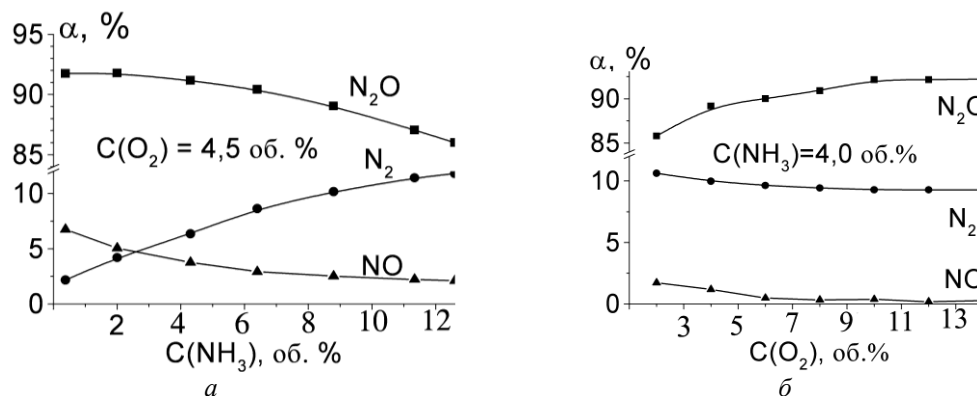 α, %
95
90
85
10
5
0
N₂O
C(O₂) = 4,5 об. %
N₂
NO
2 4 6 8 10 12
C(NH₃), об. %
а
α, %
90
85
10
5
0
N₂O
C(NH₃)=4,0 об.%
N₂
NO
3 5 7 9 11 13
C(O₂), об.%
б